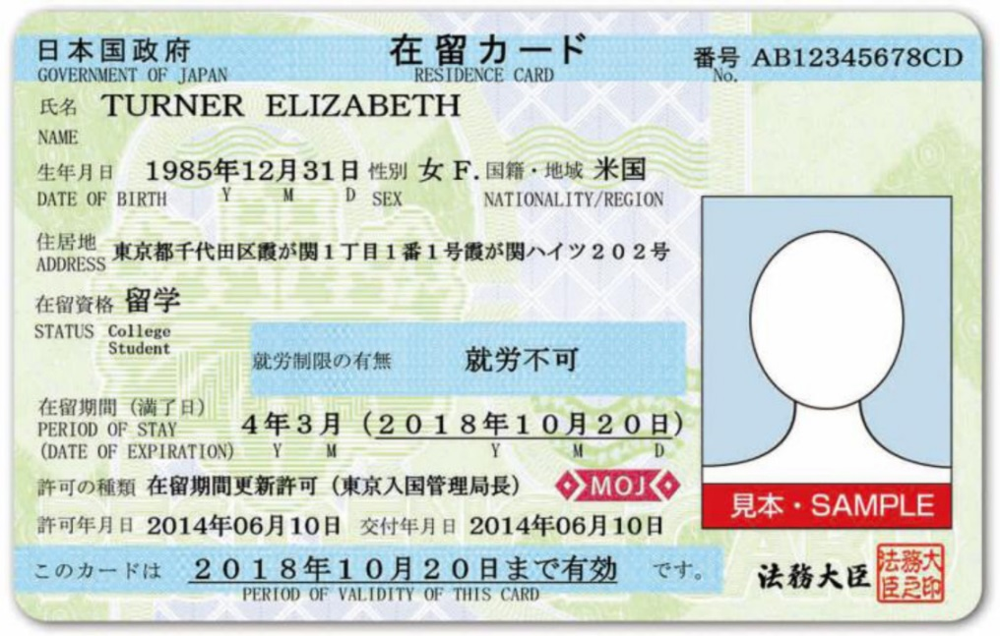 日本国政府 在留カード 番号 AB12345678CD
GOVERNMENT OF JAPAN RESIDENCE CARD No.
氏名 TURNER ELIZABETH
NAME
生年月日 1985年12月31日 性別 女 F. 国籍・地域 米国
DATE OF BIRTH Y M D SEX NATIONALITY/REGION
住居地 東京都千代田区霞が関1丁目1番1号霞が関ハイツ202号
ADDRESS
在留資格 留学
STATUS College
Student
就労制限の有無 就労不可
在留期間(満了日)
PERIOD OF STAY 4年3月(2018年10月20日)
(DATE OF EXPIRATION) Y M Y M D
許可の種類 在留期間更新許可(東京入国管理局長) MOJ
見本・SAMPLE
許可年月日 2014年06月10日 交付年月日 2014年06月10日
このカードは 2018年10月20日まで有効 です。
PERIOD OF VALIDITY OF THIS CARD
法務大臣 法務大臣之印